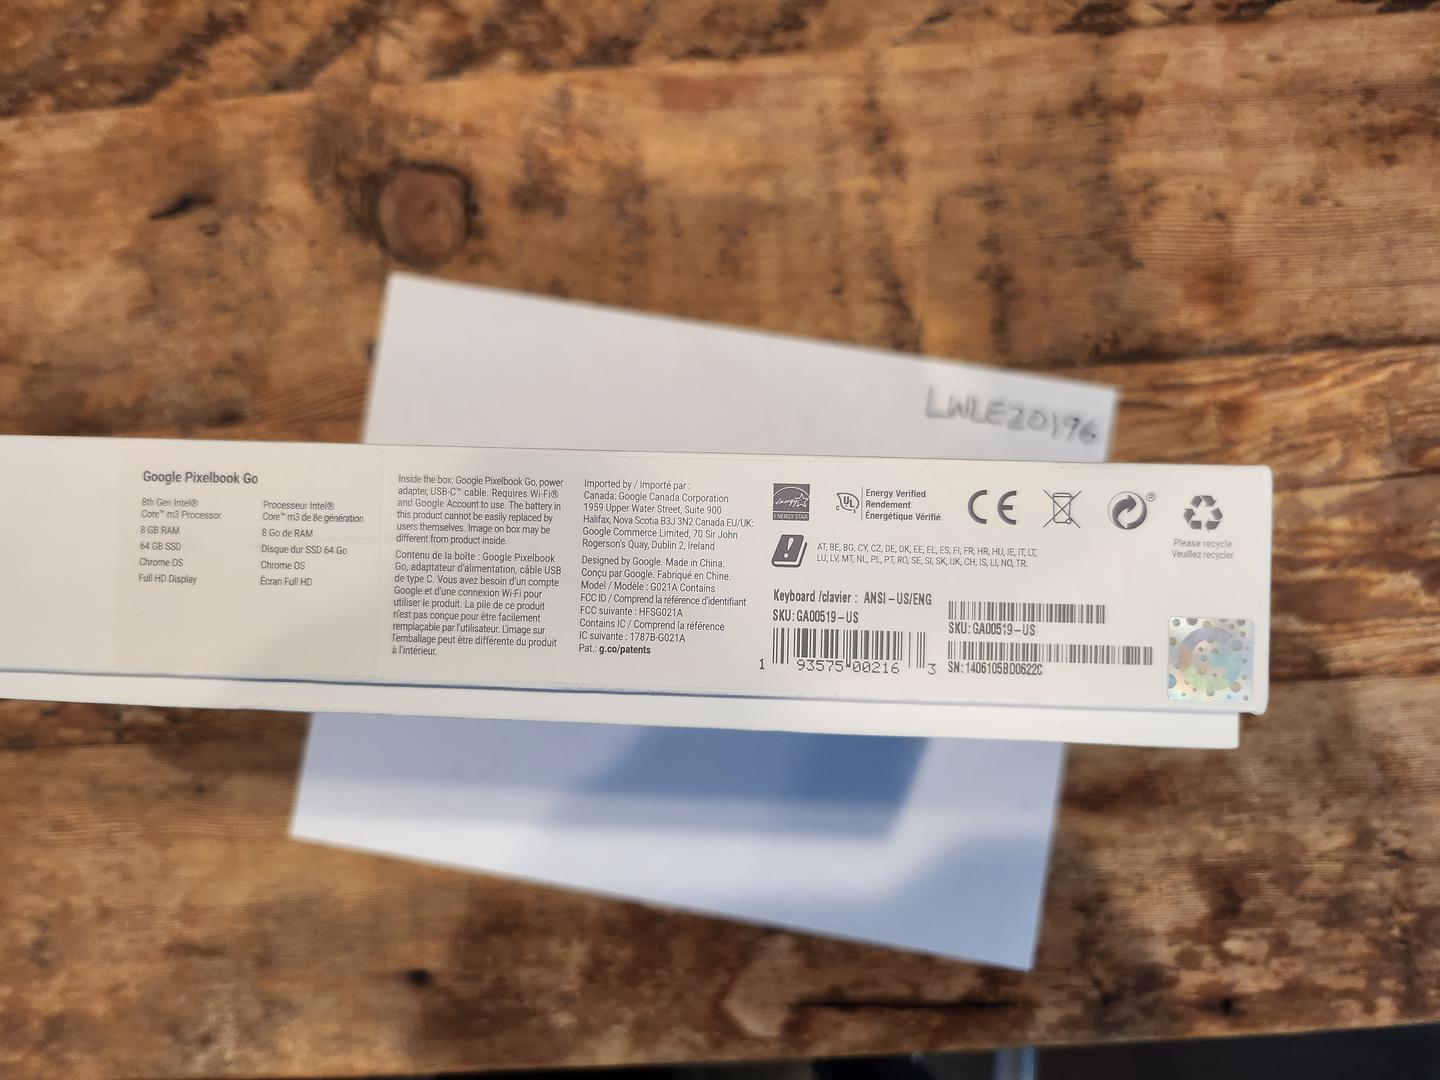 LWLE20196
Google Pixelbook Go
8th Gen Intel®
Core™ m3 Processor
8 GB RAM
64 GB SSD
Chrome OS
Full HD Display
Processeur Intel®
Core™ m3 de 8e génération
8 Go de RAM
Disque dur SSD 64 Go
Chrome OS
Écran Full HD
Inside the box: Google Pixelbook Go, power
adapter, USB-C™ cable. Requires Wi-Fi®
and Google Account to use. The battery in
this product cannot be easily replaced by
users themselves. Image on box may be
different from product inside.
Contenu de la boîte : Google Pixelbook
Go, adaptateur d'alimentation, câble USB
de type C. Vous avez besoin d'un compte
Google et d'une connexion Wi-Fi pour
utiliser le produit. La pile de ce produit
n'est pas conçue pour être facilement
remplaçable par l'utilisateur. L'image sur
l'emballage peut être différente du produit
à l'intérieur.
Imported by / Importé par :
Canada: Google Canada Corporation
1959 Upper Water Street, Suite 900
Halifax, Nova Scotia B3J 3N2 Canada EU/UK:
Google Commerce Limited, 70 Sir John
Rogerson's Quay, Dublin 2, Ireland
Designed by Google. Made in China.
Conçu par Google. Fabriqué en Chine.
Model / Modèle : G021A Contains
FCC ID / Comprend la référence d'identifiant
FCC suivante : HFSG021A
Contains IC / Comprend la référence
IC suivante : 1787B-G021A
Pat.: g.co/patents
energy
ENERGY STAR
UL
Energy Verified
Rendement
Énergétique Vérifié
CE
®
Please recycle
Veuillez recycler
AT, BE, BG, CY, CZ, DE, DK, EE, EL, ES, FI, FR, HR, HU, IE, IT, LT,
LU, LV, MT, NL, PL, PT, RO, SE, SI, SK, UK, CH, IS, LI, NO, TR.
Keyboard /clavier : ANSI-US/ENG
SKU: GA00519-US
1 93575 00216 3
SKU: GA00519-US
SN: 1406105BD0622C
G